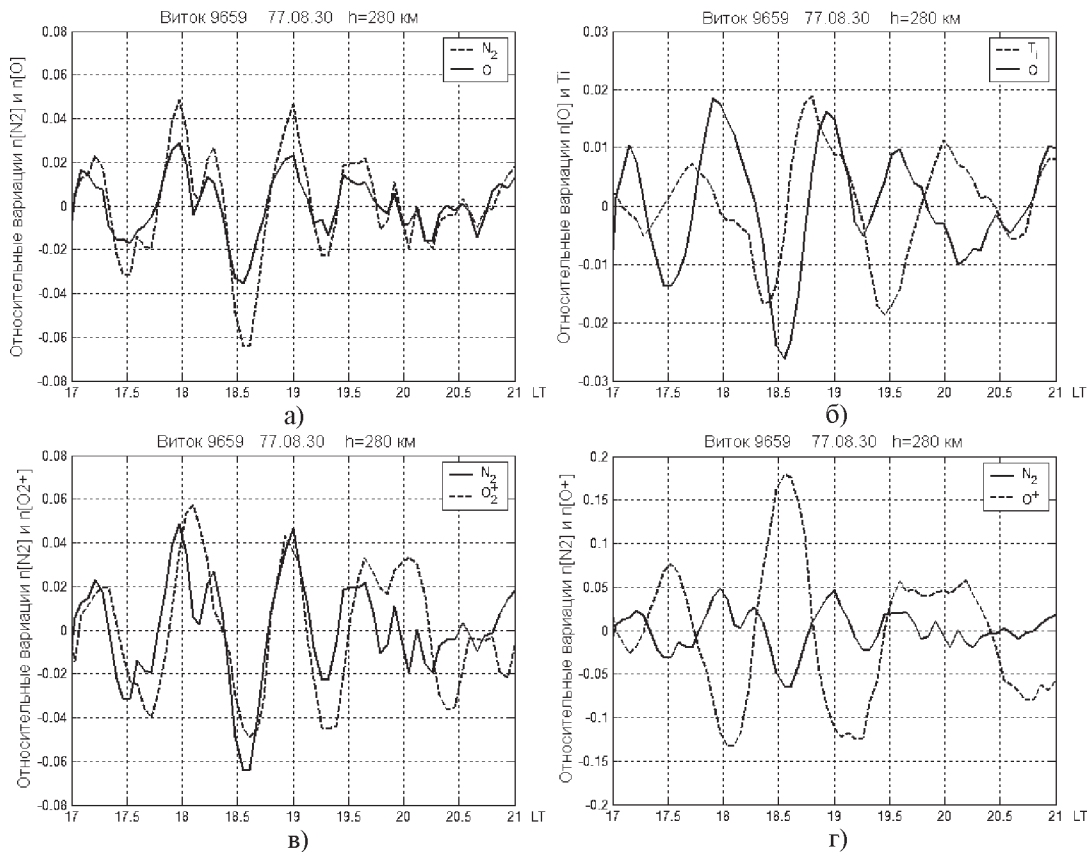 Виток 9659 77.08.30 h=280 км
Относительные вариации n[N2] и n[O]
0.08
0.06
0.04
0.02
0
-0.02
-0.04
-0.06
-0.08
N2
O
17 17.5 18 18.5 19 19.5 20 20.5 21 LT
а)
Виток 9659 77.08.30 h=280 км
Относительные вариации n[O] и Ti
0.03
0.02
0.01
0
-0.01
-0.02
-0.03
Ti
O
17 17.5 18 18.5 19 19.5 20 20.5 21 LT
б)
Виток 9659 77.08.30 h=280 км
Относительные вариации n[N2] и n[O2+]
0.08
0.06
0.04
0.02
0
-0.02
-0.04
-0.06
-0.08
N2
O2+
17 17.5 18 18.5 19 19.5 20 20.5 21 LT
в)
Виток 9659 77.08.30 h=280 км
Относительные вариации n[N2] и n[O+]
0.2
0.15
0.1
0.05
0
-0.05
-0.1
-0.15
-0.2
N2
O+
17 17.5 18 18.5 19 19.5 20 20.5 21 LT
г)